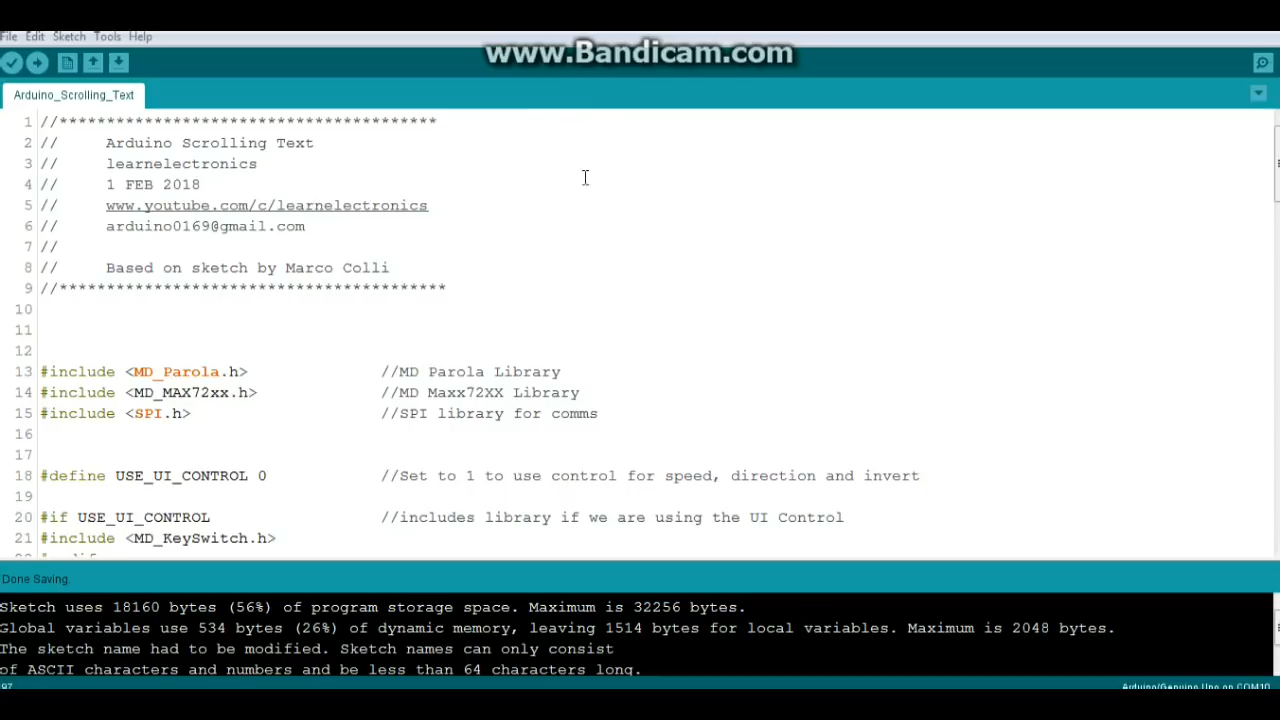 www.Bandicam.com
File Edit Sketch Tools Help
Arduino_Scrolling_Text
1 //****************************************
2 // Arduino Scrolling Text
3 // learnelectronics
4 // 1 FEB 2018
5 // www.youtube.com/c/learnelectronics
6 // arduino0169@gmail.com
7 //
8 // Based on sketch by Marco Colli
9 //*****************************************
10
11
12
13 #include <MD_Parola.h> //MD Parola Library
14 #include <MD_MAX72xx.h> //MD Maxx72XX Library
15 #include <SPI.h> //SPI library for comms
16
17
18 #define USE_UI_CONTROL 0 //Set to 1 to use control for speed, direction and invert
19
20 #if USE_UI_CONTROL //includes library if we are using the UI Control
21 #include <MD_KeySwitch.h>
Done Saving.
Sketch uses 18160 bytes (56%) of program storage space. Maximum is 32256 bytes.
Global variables use 534 bytes (26%) of dynamic memory, leaving 1514 bytes for local variables. Maximum is 2048 bytes.
The sketch name had to be modified. Sketch names can only consist
of ASCII characters and numbers and be less than 64 characters long.
97 Arduino/Genuino Uno on COM10